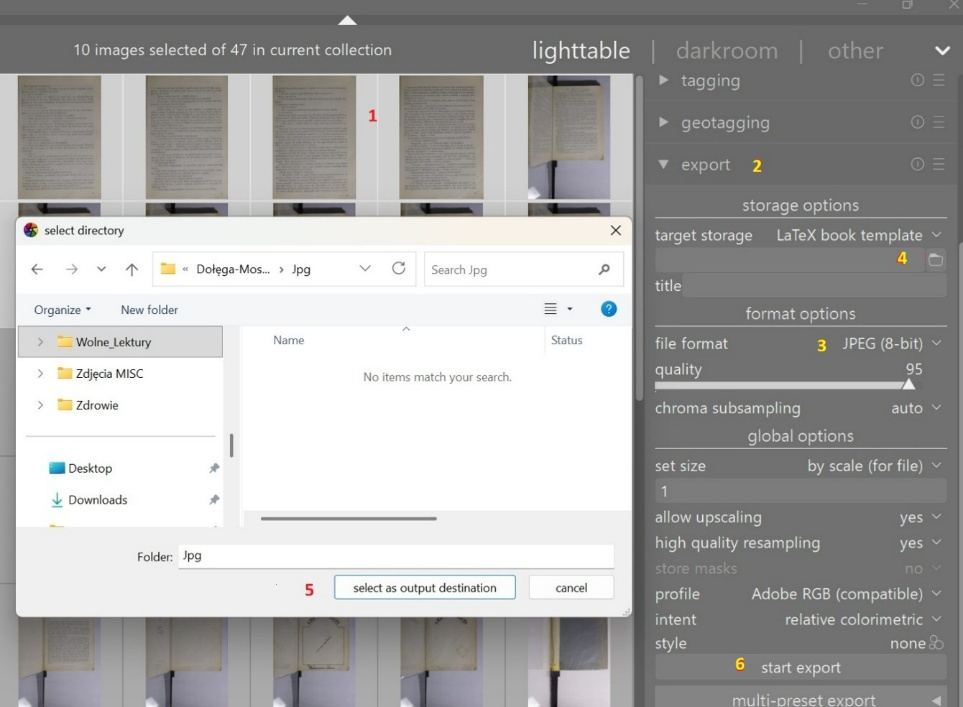 10 images selected of 47 in current collection
lighttable | darkroom | other
1
tagging
geotagging
export 2
storage options
target storage LaTeX book template
4
title
format options
file format 3 JPEG (8-bit)
quality 95
chroma subsampling auto
global options
set size by scale (for file)
1
allow upscaling yes
high quality resampling yes
store masks no
profile Adobe RGB (compatible)
intent relative colorimetric
style none
6 start export
multi-preset export
select directory
« Dołęga-Mos... > Jpg
Search Jpg
Organize
New folder
?
Wolne_Lektury
Zdjęcia MISC
Zdrowie
Desktop
Downloads
Name Status
No items match your search.
Folder: Jpg
5 select as output destination cancel